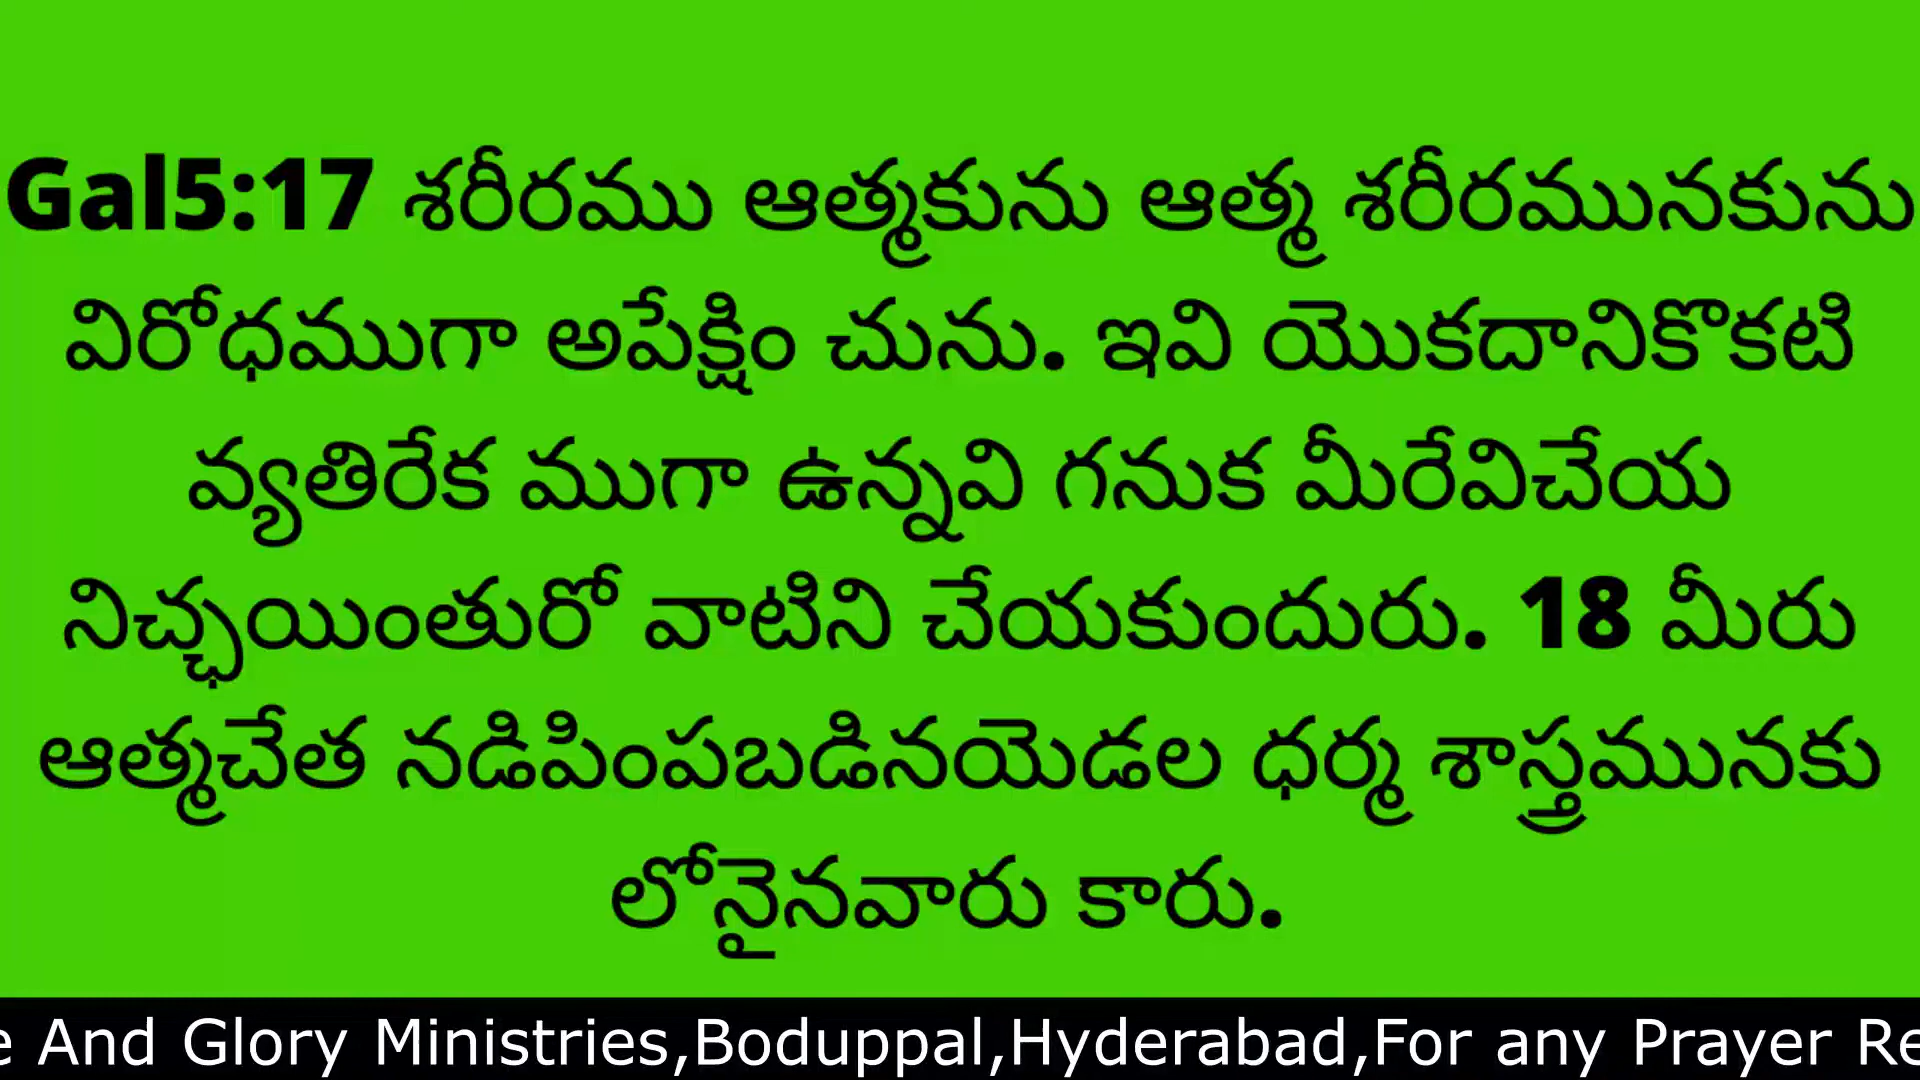 Gal5:17 శరీరము ఆత్మకును ఆత్మ శరీరమునకును
విరోధముగా అపేక్షిం చును. ఇవి యొకదానికొకటి
వ్యతిరేక ముగా ఉన్నవి గనుక మీరేవిచేయ
నిచ్ఛయింతురో వాటిని చేయకుందురు. 18 మీరు
ఆత్మచేత నడిపింపబడినయెడల ధర్మ శాస్త్రమునకు
లోనైనవారు కారు.
e And Glory Ministries,Boduppal,Hyderabad,For any Prayer Re